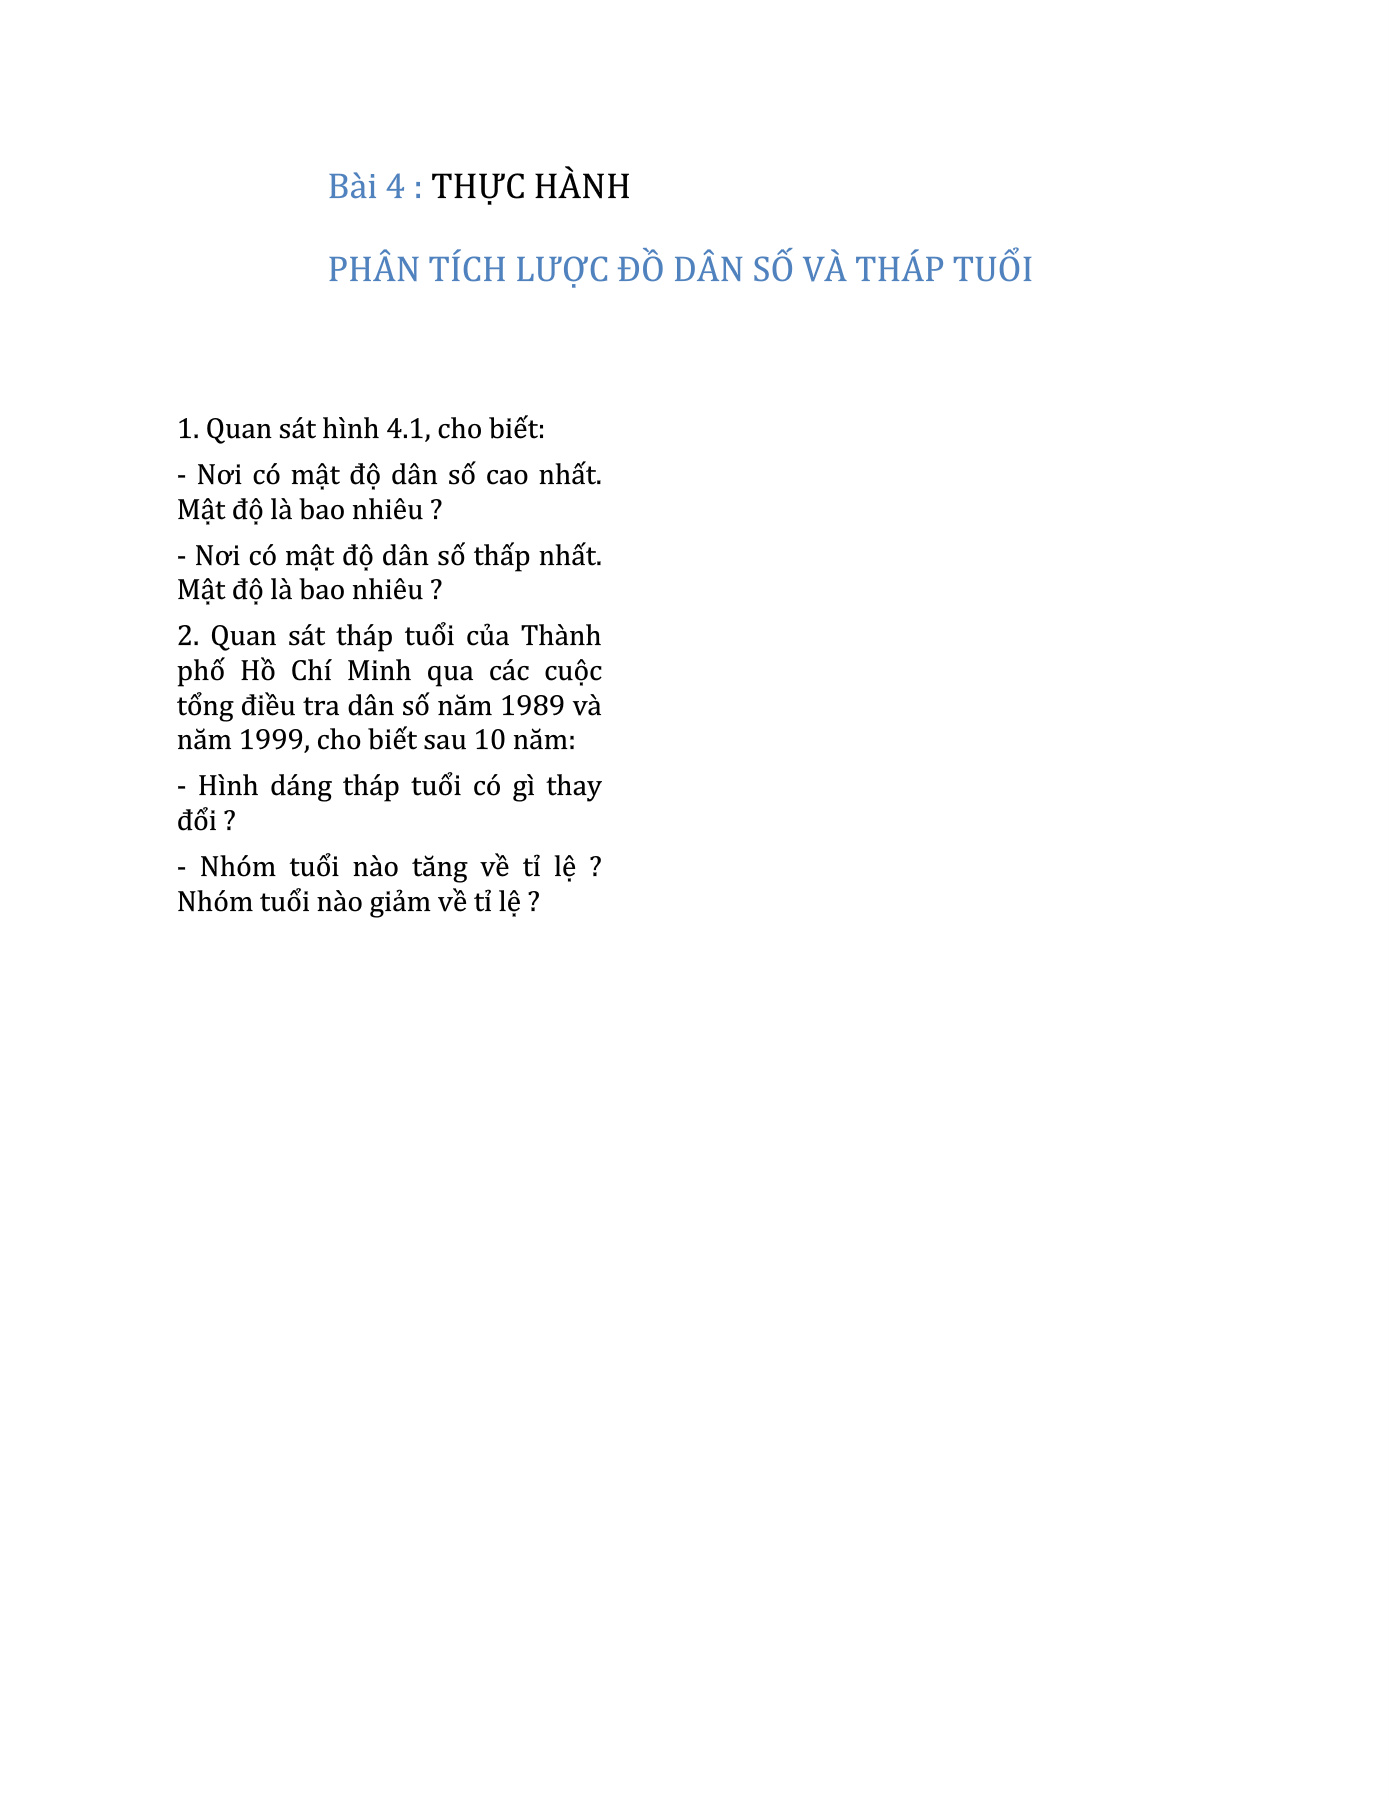 Bài 4 : THỰC HÀNH
PHÂN TÍCH LƯỢC ĐỒ DÂN SỐ VÀ THÁP TUỔI
1. Quan sát hình 4.1, cho biết:
- Nơi có mật độ dân số cao nhất.
Mật độ là bao nhiêu ?
- Nơi có mật độ dân số thấp nhất.
Mật độ là bao nhiêu ?
2. Quan sát tháp tuổi của Thành
phố Hồ Chí Minh qua các cuộc
tổng điều tra dân số năm 1989 và
năm 1999, cho biết sau 10 năm:
- Hình dáng tháp tuổi có gì thay
đổi ?
- Nhóm tuổi nào tăng về tỉ lệ ?
Nhóm tuổi nào giảm về tỉ lệ ?